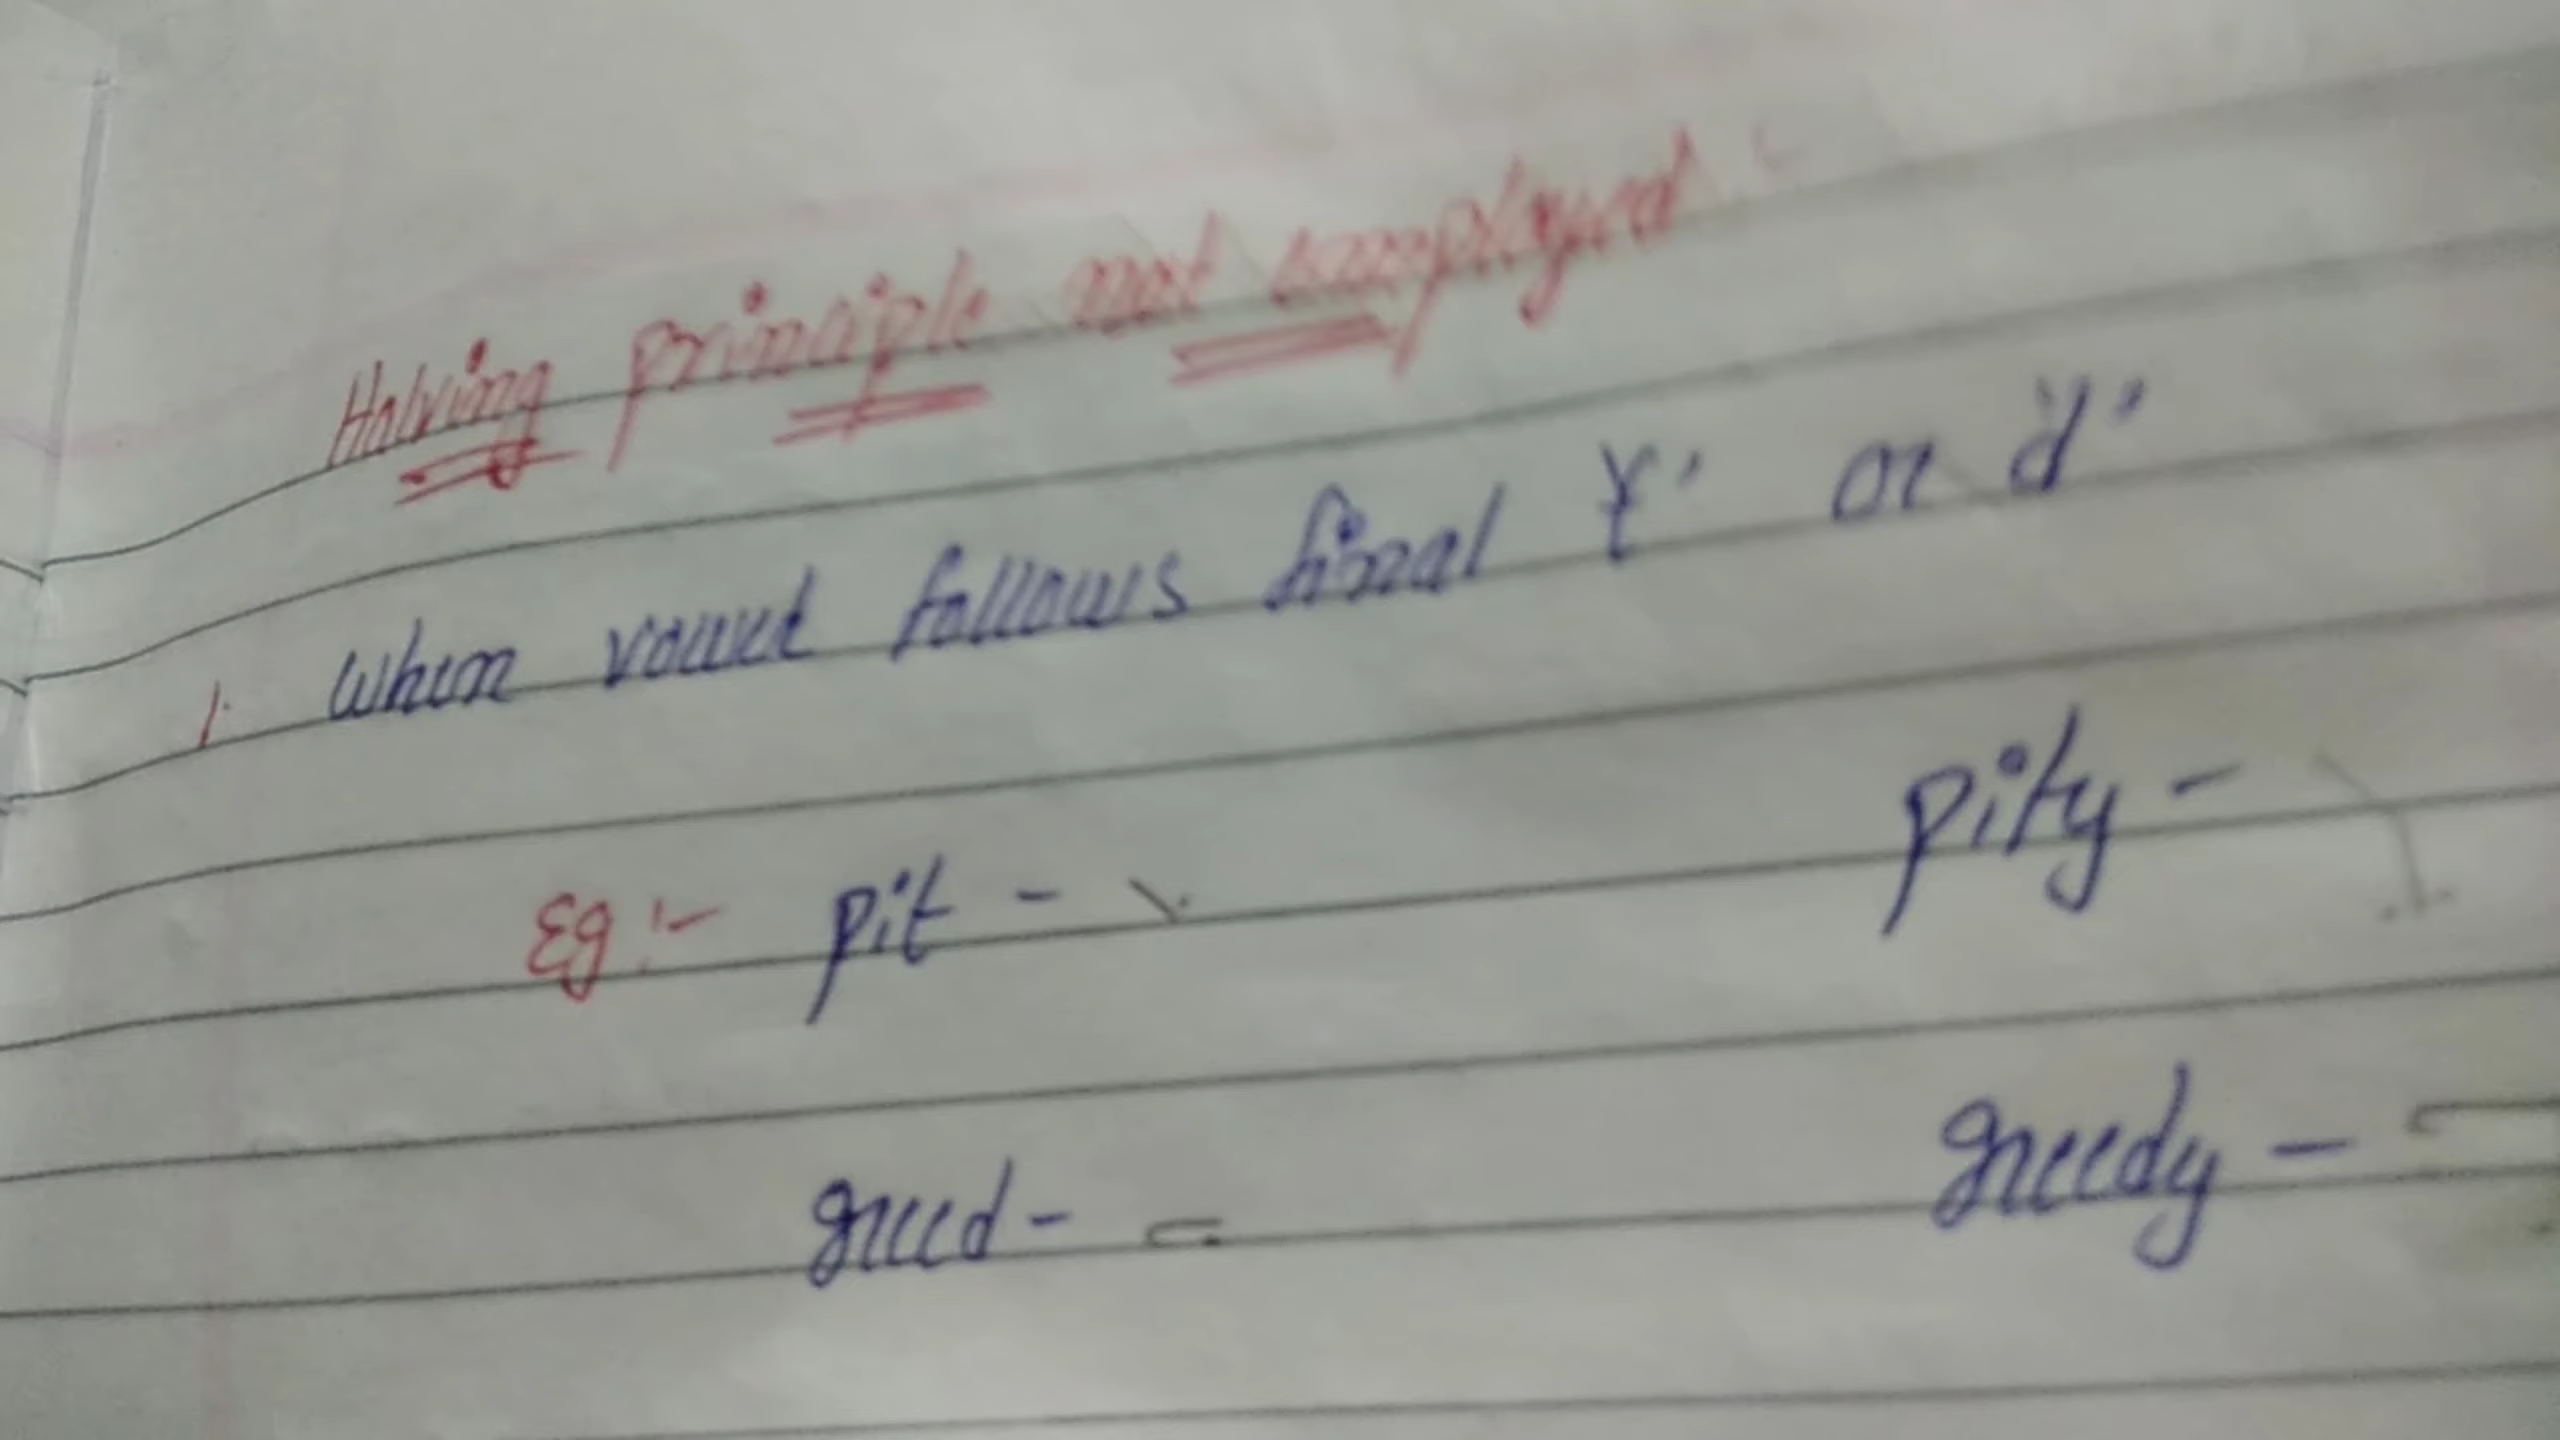 Halving principle not employed
1. When vowel follows final 't' or 'd'
Eg :- pit - pity -
greed - greedy -